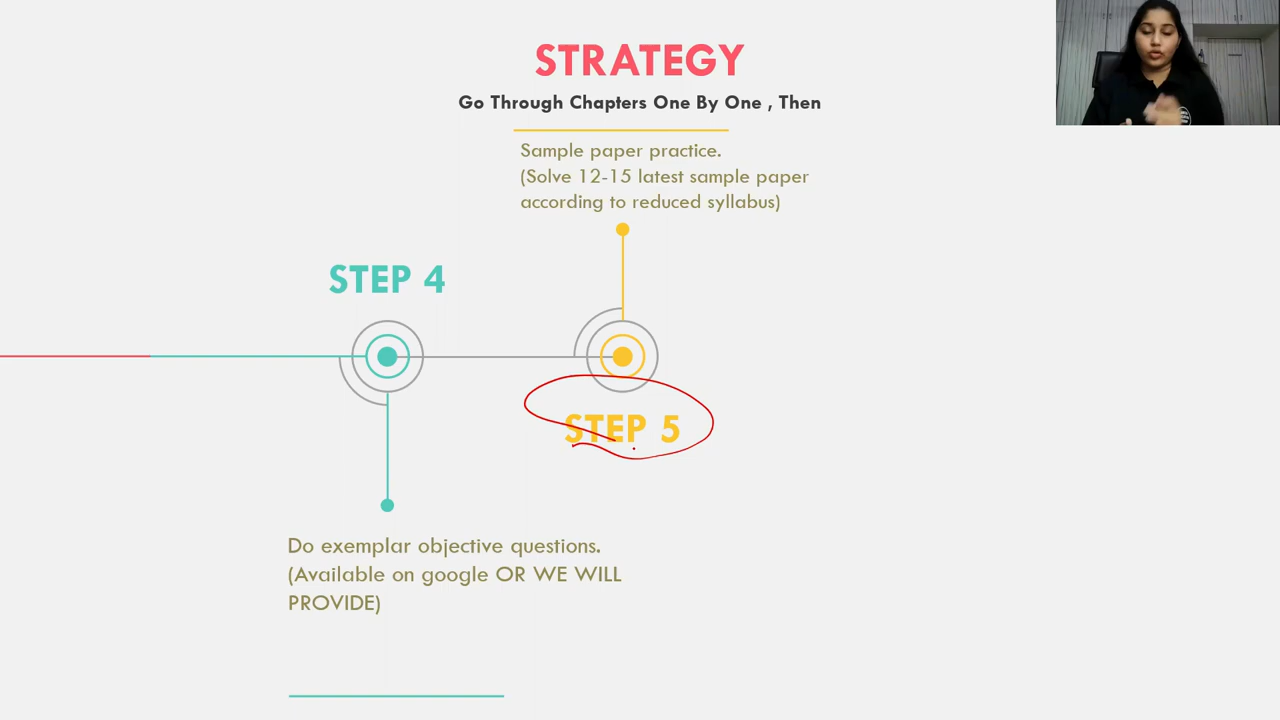 STRATEGY
Go Through Chapters One By One , Then
Sample paper practice.
(Solve 12-15 latest sample paper
according to reduced syllabus)
STEP 4
STEP 5
Do exemplar objective questions.
(Available on google OR WE WILL
PROVIDE)